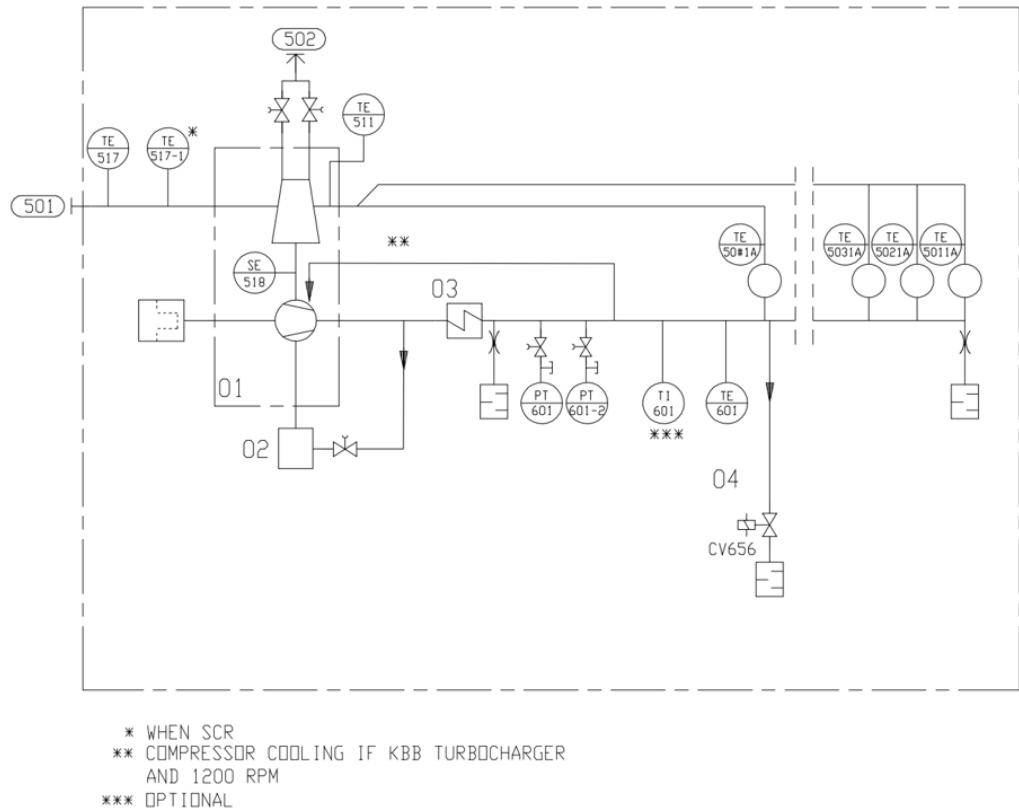 502
TE
511
TE
517
TE
517-1
*
501
**
TE
50#1A
TE
5031A
TE
5021A
TE
5011A
SE
518
03
01
PT
601
PT
601-2
TI
601
***
TE
601
02
04
CV656
* WHEN SCR
** COMPRESSOR COOLING IF KBB TURBOCHARGER
AND 1200 RPM
*** OPTIONAL